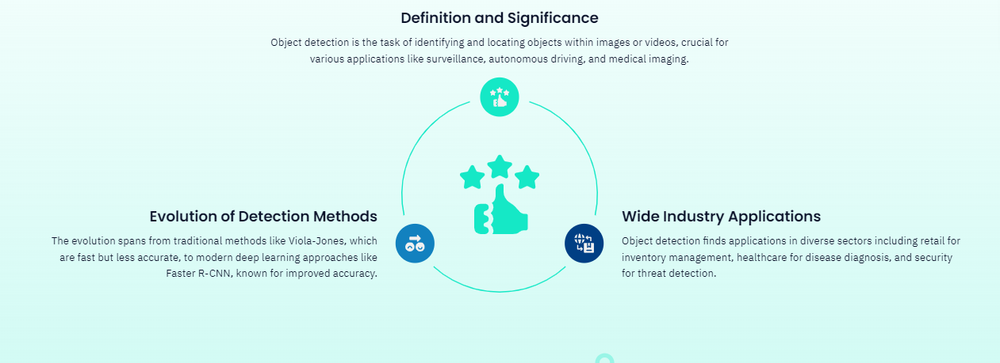 Definition and Significance
Object detection is the task of identifying and locating objects within images or videos, crucial for
various applications like surveillance, autonomous driving, and medical imaging.
Evolution of Detection Methods
The evolution spans from traditional methods like Viola-Jones, which
are fast but less accurate, to modern deep learning approaches like
Faster R-CNN, known for improved accuracy.
Wide Industry Applications
Object detection finds applications in diverse sectors including retail for
inventory management, healthcare for disease diagnosis, and security
for threat detection.